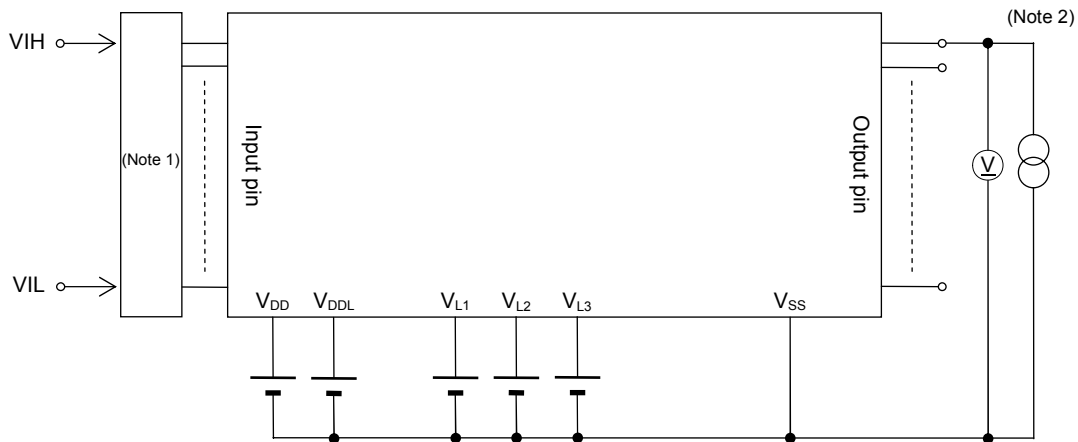 (Note 2)
VIH
(Note 1)
Input pin
Output pin
V
VIL
VDD
VDDL
VL1
VL2
VL3
VSS